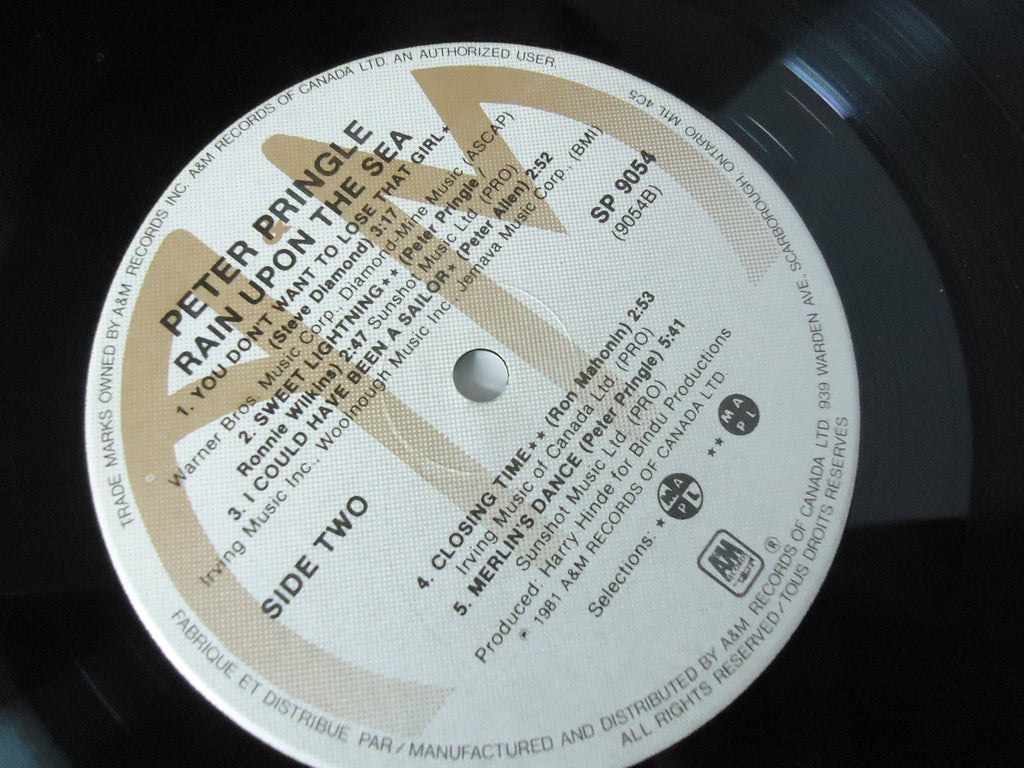 TRADE MARKS OWNED BY A&M RECORDS INC. A&M RECORDS OF CANADA LTD. AN AUTHORIZED USER.
PETER PRINGLE
RAIN UPON THE SEA
1. YOU DON'T WANT TO LOSE THAT GIRL★
(Steve Diamond) 3:17
Warner Bros. Music Corp., Diamond-Mine Music, (ASCAP)
2. SWEET LIGHTNING★★ (Peter Pringle /
Ronnie Wilkins) 2:47 Sunshot Music Ltd. (PRO)
3. I COULD HAVE BEEN A SAILOR★ (Peter Allen) 2:52
Irving Music Inc., Woolnough Music Inc., Jemava Music Corp., (BMI)
SIDE TWO
SP 9054
(9054B)
4. CLOSING TIME★★ (Ron Mahonin) 2:53
Irving Music of Canada Ltd. (PRO)
5. MERLIN'S DANCE (Peter Pringle) 5:41
Sunshot Music Ltd. (PRO)
Produced: Harry Hinde for Bindu Productions
℗ 1981 A&M RECORDS OF CANADA LTD.
Selections: ★ MAPL ★★ MAPL
A&M RECORDS ®
FABRIQUE ET DISTRIBUE PAR / MANUFACTURED AND DISTRIBUTED BY A&M RECORDS OF CANADA LTD. 939 WARDEN AVE., SCARBOROUGH, ONTARIO M1L 4C5
ALL RIGHTS RESERVED / TOUS DROITS RESERVES